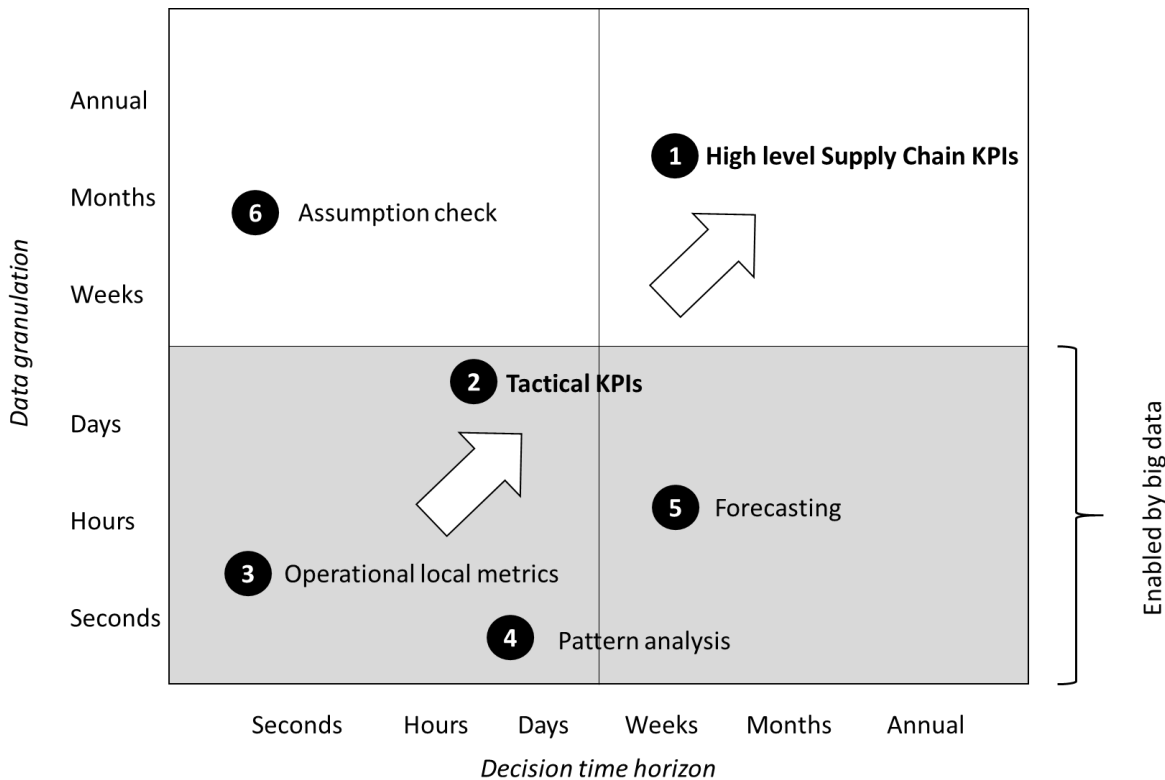 Annual
1 High level Supply Chain KPIs
Months
6 Assumption check
Weeks
Data granulation
2 Tactical KPIs
Days
Hours
5 Forecasting
3 Operational local metrics
Seconds
4 Pattern analysis
Enabled by big data
Seconds Hours Days Weeks Months Annual
Decision time horizon